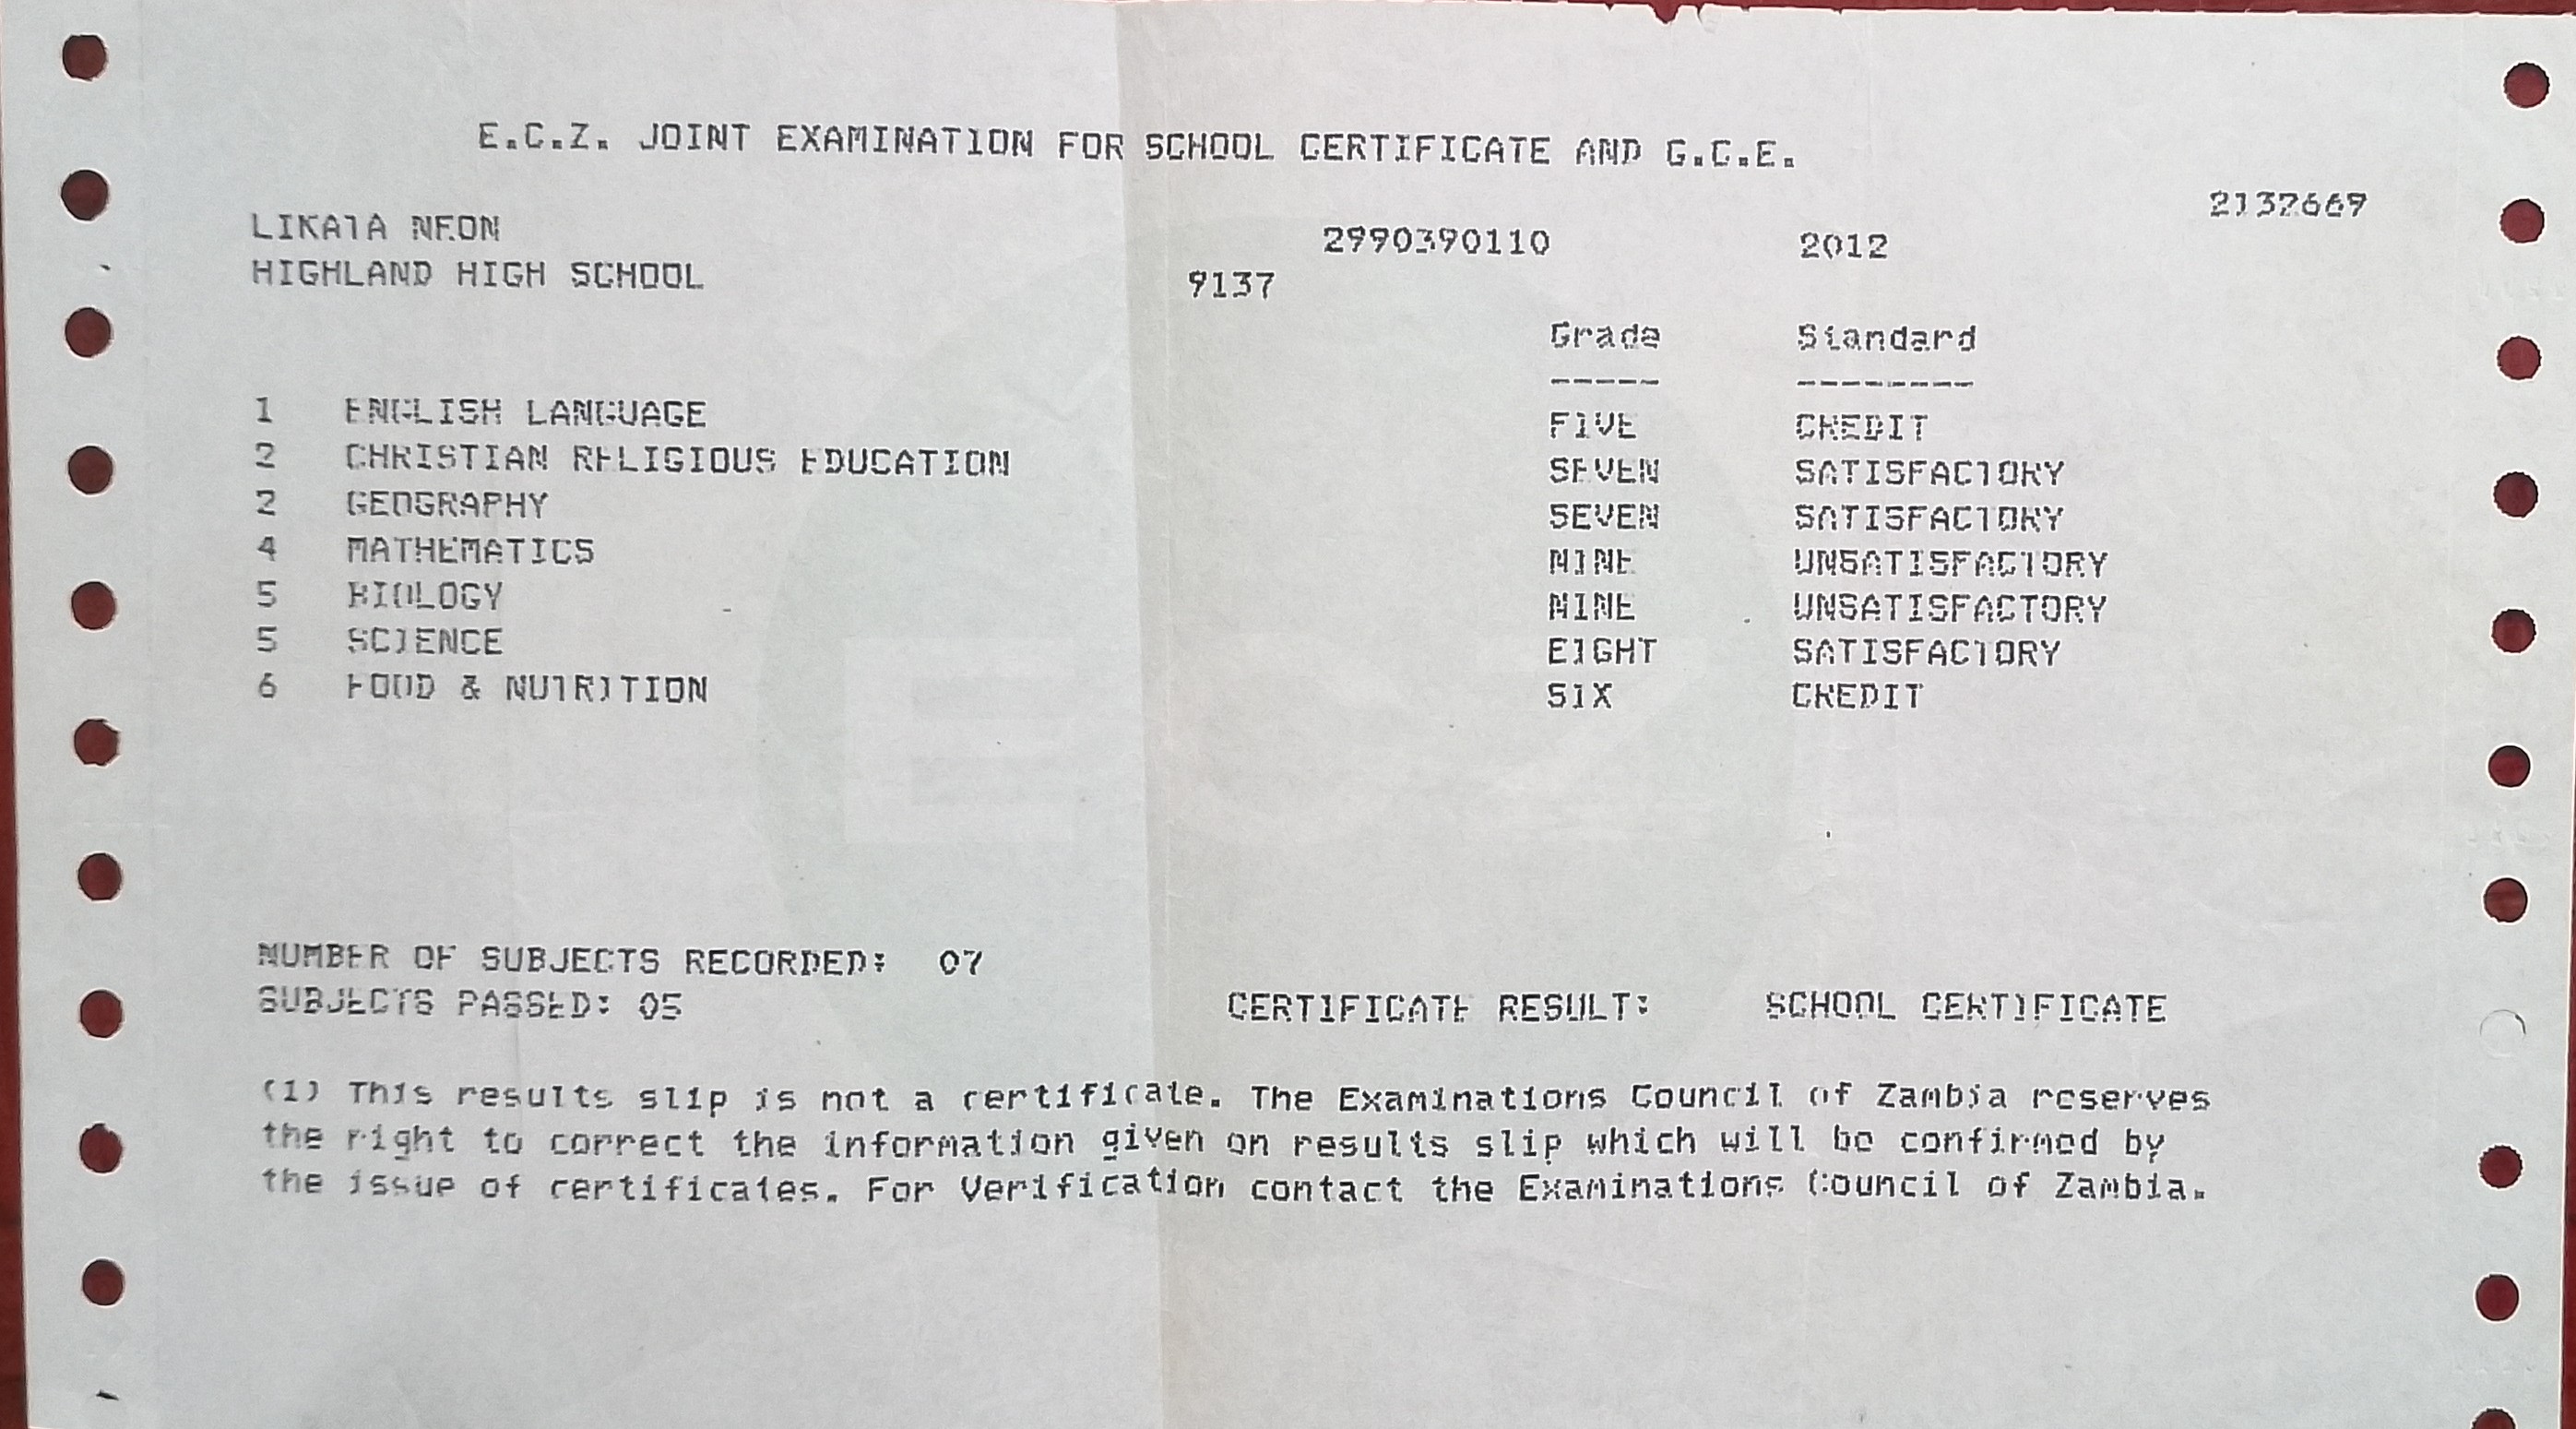 E.C.Z. JOINT EXAMINATION FOR SCHOOL CERTIFICATE AND G.C.E.
2132669
LIKATA NEON 2990390110 2012
HIGHLAND HIGH SCHOOL 9137
Grade Standard
----- --------
1 ENGLISH LANGUAGE FIVE CREDIT
2 CHRISTIAN RELIGIOUS EDUCATION SEVEN SATISFACTORY
2 GEOGRAPHY SEVEN SATISFACTORY
4 MATHEMATICS NINE UNSATISFACTORY
5 BIOLOGY NINE UNSATISFACTORY
5 SCIENCE EIGHT SATISFACTORY
6 FOOD & NUTRITION SIX CREDIT
NUMBER OF SUBJECTS RECORDED: 07
SUBJECTS PASSED: 05 CERTIFICATE RESULT: SCHOOL CERTIFICATE
(1) This results slip is not a certificate. The Examinations Council of Zambia reserves
the right to correct the information given on results slip which will be confirmed by
the issue of certificates. For Verification contact the Examinations Council of Zambia.